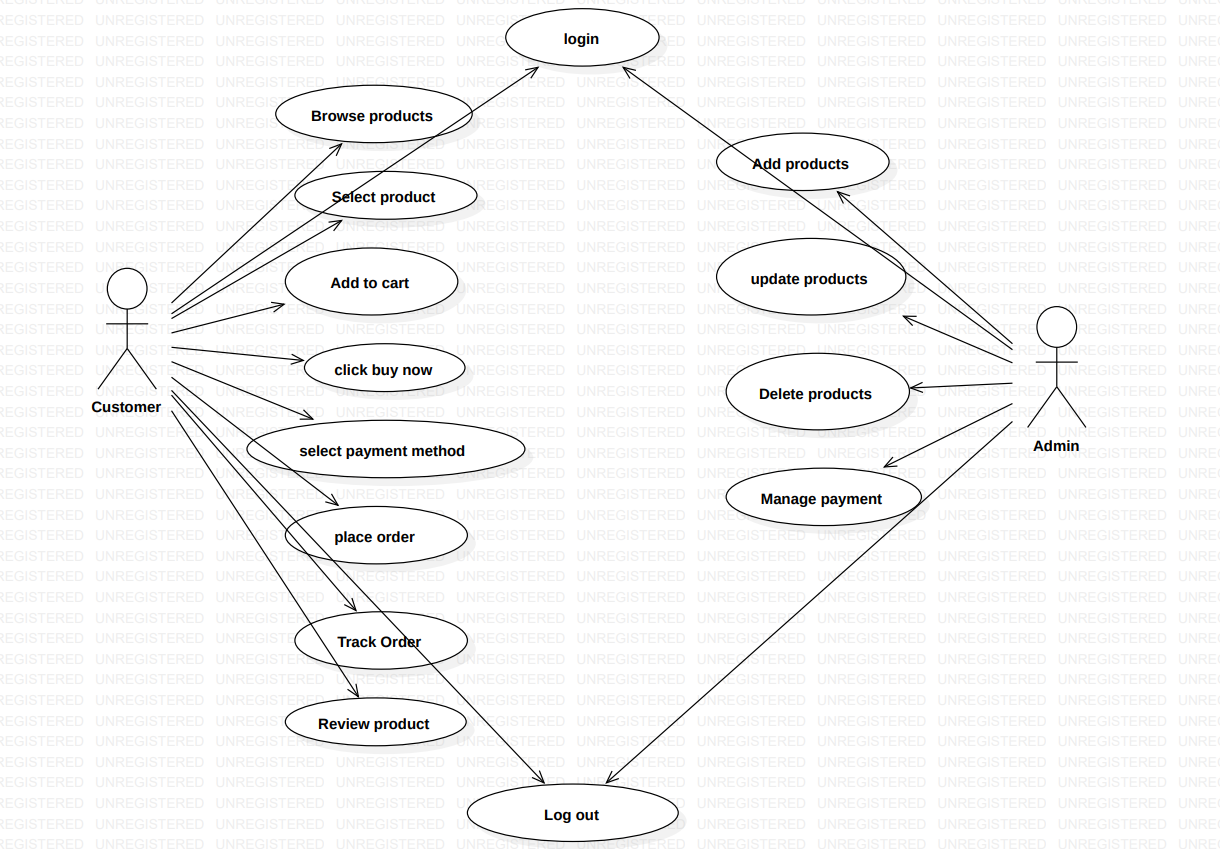 login
Browse products
Add products
Select product
Add to cart
update products
click buy now
Delete products
Customer
Admin
select payment method
Manage payment
place order
Track Order
Review product
Log out
UNREGISTERED